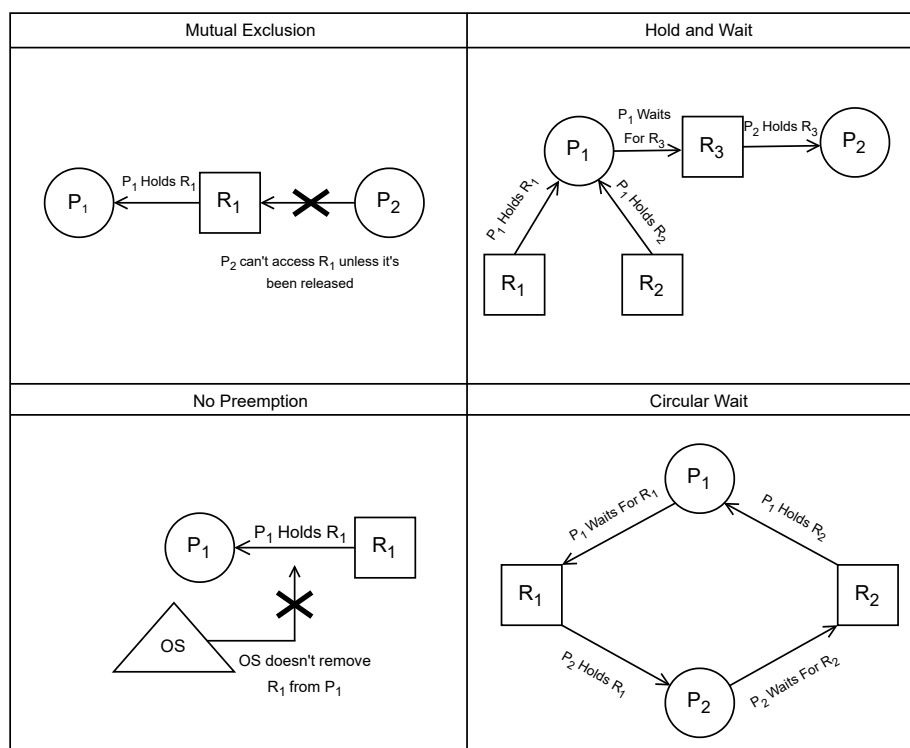 Mutual Exclusion
P₁
P₁ Holds R₁
R₁
P₂
P₂ can't access R₁ unless it's
been released
Hold and Wait
P₁
P₁ Waits
For R₃
R₃
P₂ Holds R₃
P₂
P₁ Holds R₁
P₁ Holds R₂
R₁
R₂
No Preemption
P₁
P₁ Holds R₁
R₁
OS
OS doesn't remove
R₁ from P₁
Circular Wait
P₁
P₁ Waits For R₁
P₁ Holds R₂
R₁
R₂
P₂ Holds R₁
P₂ Waits For R₂
P₂